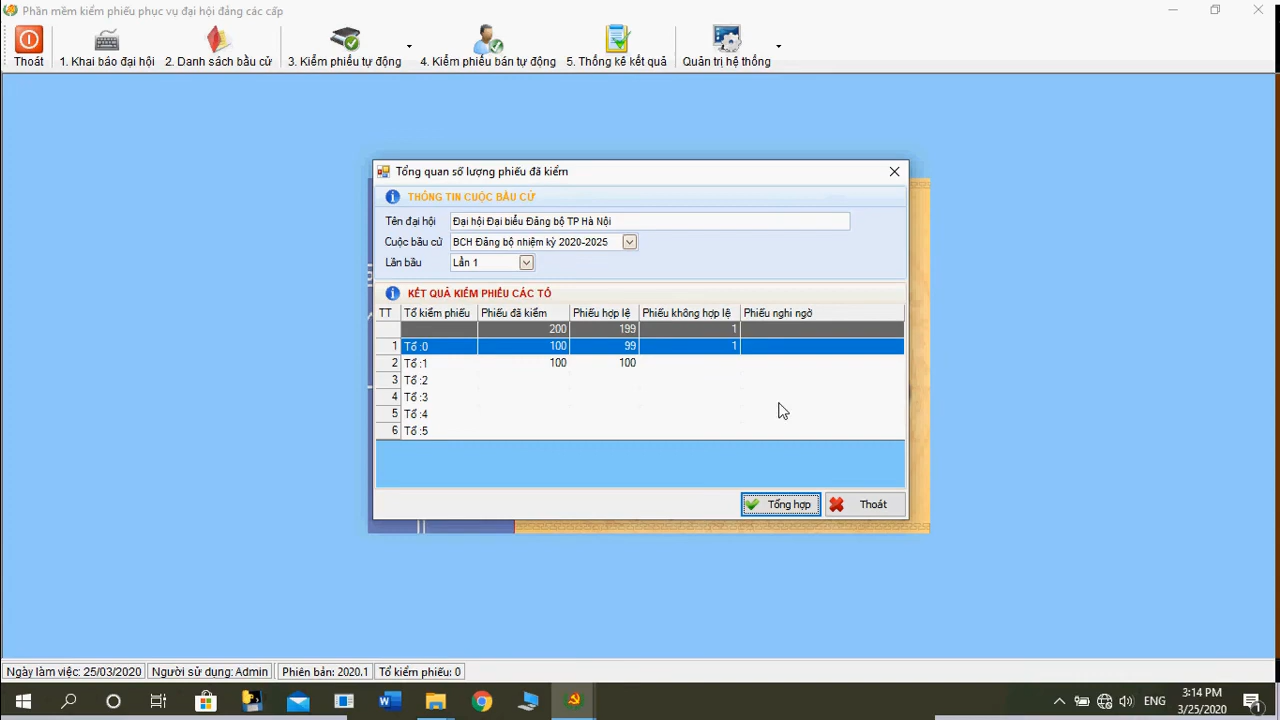 Phần mềm kiểm phiếu phục vụ đại hội đảng các cấp
Thoát 1. Khai báo đại hội 2. Danh sách bầu cử 3. Kiểm phiếu tự động 4. Kiểm phiếu bán tự động 5. Thống kê kết quả Quản trị hệ thống
Tổng quan số lượng phiếu đã kiểm
THÔNG TIN CUỘC BẦU CỬ
Tên đại hội Đại hội Đại biểu Đảng bộ TP Hà Nội
Cuộc bầu cử BCH Đảng bộ nhiệm kỳ 2020-2025
Lần bầu Lần 1
KẾT QUẢ KIỂM PHIẾU CÁC TỔ
TT Tổ kiểm phiếu Phiếu đã kiểm Phiếu hợp lệ Phiếu không hợp lệ Phiếu nghi ngờ
200 199 1
1 Tổ :0 100 99 1
2 Tổ :1 100 100
3 Tổ :2
4 Tổ :3
5 Tổ :4
6 Tổ :5
Tổng hợp Thoát
Ngày làm việc: 25/03/2020 Người sử dụng: Admin Phiên bản: 2020.1 Tổ kiểm phiếu: 0
ENG 3:14 PM
3/25/2020 1